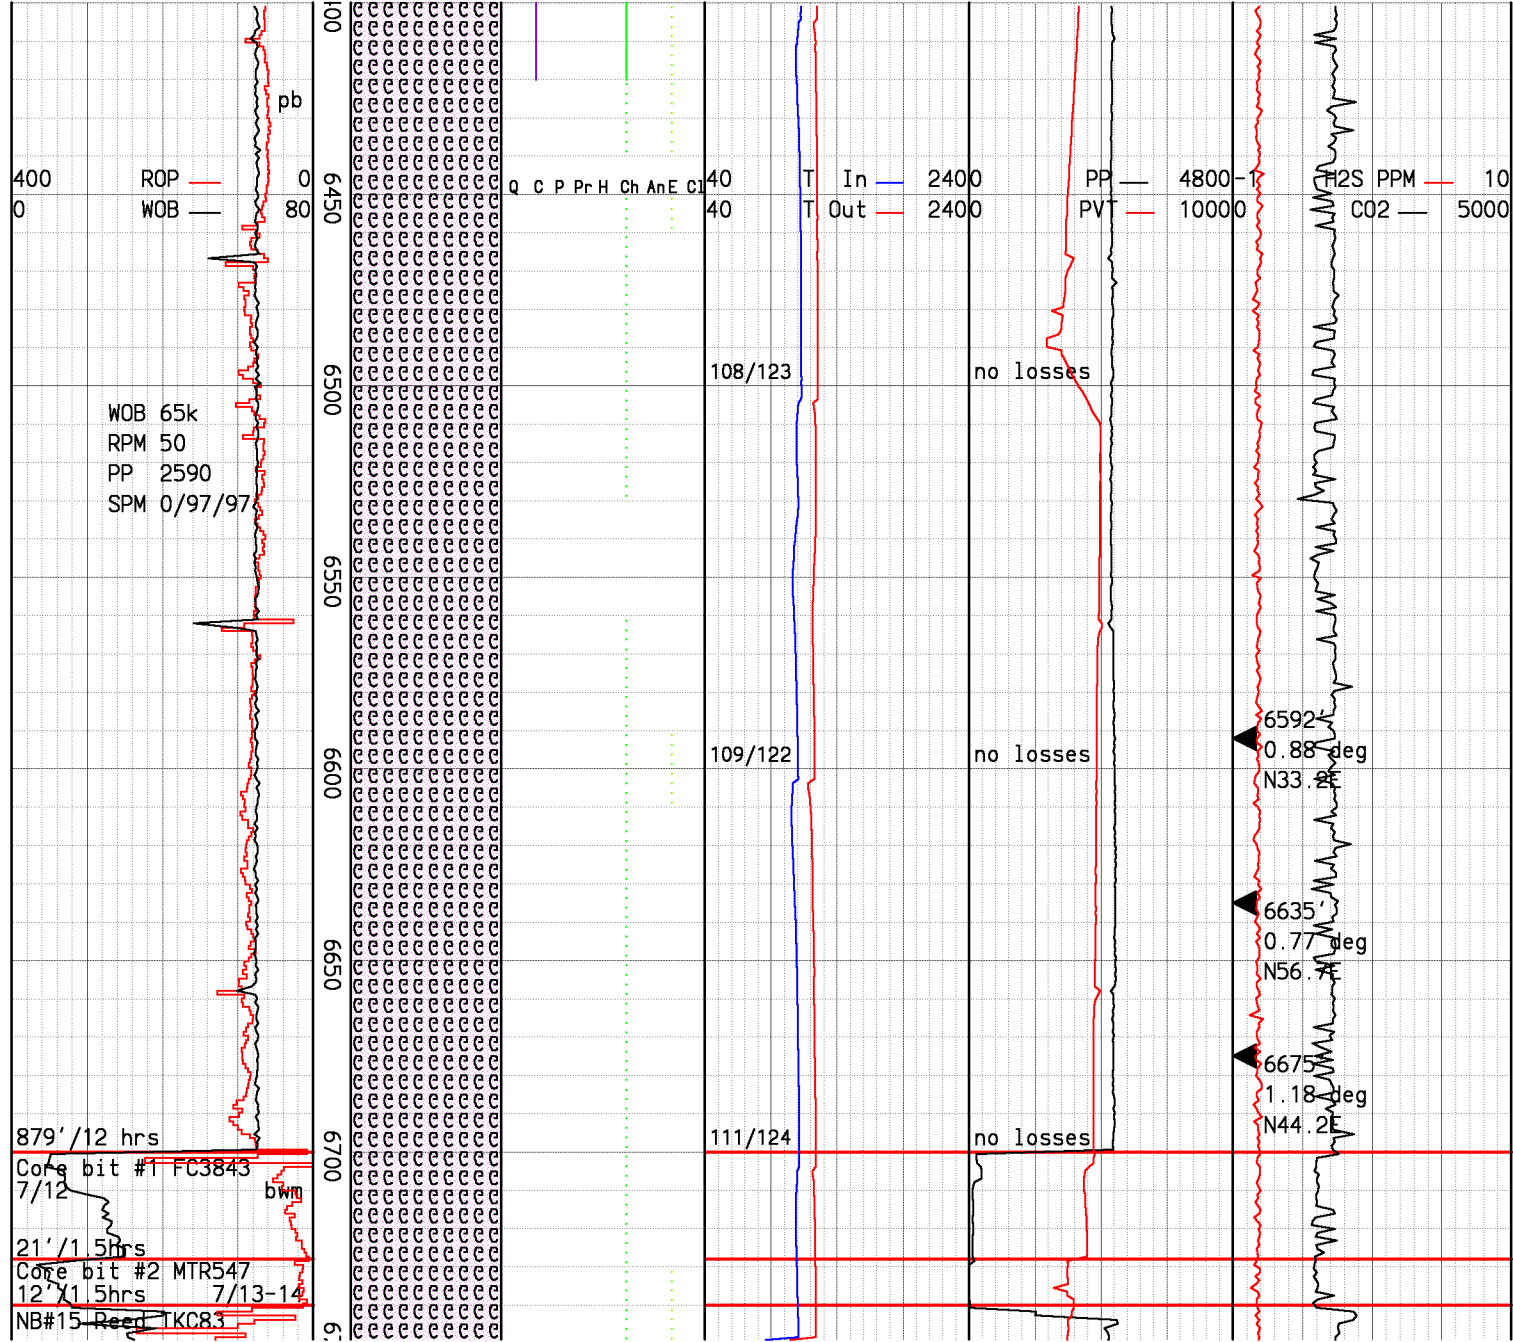 pb
400 ROP 0
0 WOB 80
Q C P Pr H Ch An E Cl
40 T In 2400
40 T Out 2400
PP 4800
PVT 10000
-1 H2S PPM 10
0 CO2 5000
6450
108/123
no losses
6500
WOB 65k
RPM 50
PP 2590
SPM 0/97/97
6550
6592'
0.88 deg
N33.2E
109/122
no losses
6600
6635'
0.77 deg
N56.7E
6650
6675'
1.18 deg
N44.2E
879'/12 hrs
111/124
no losses
6700
Core bit #1 FC3843
7/12
bwm
21'/1.5hrs
Core bit #2 MTR547
12'/1.5hrs 7/13-14
NB#15 Reed TKC83